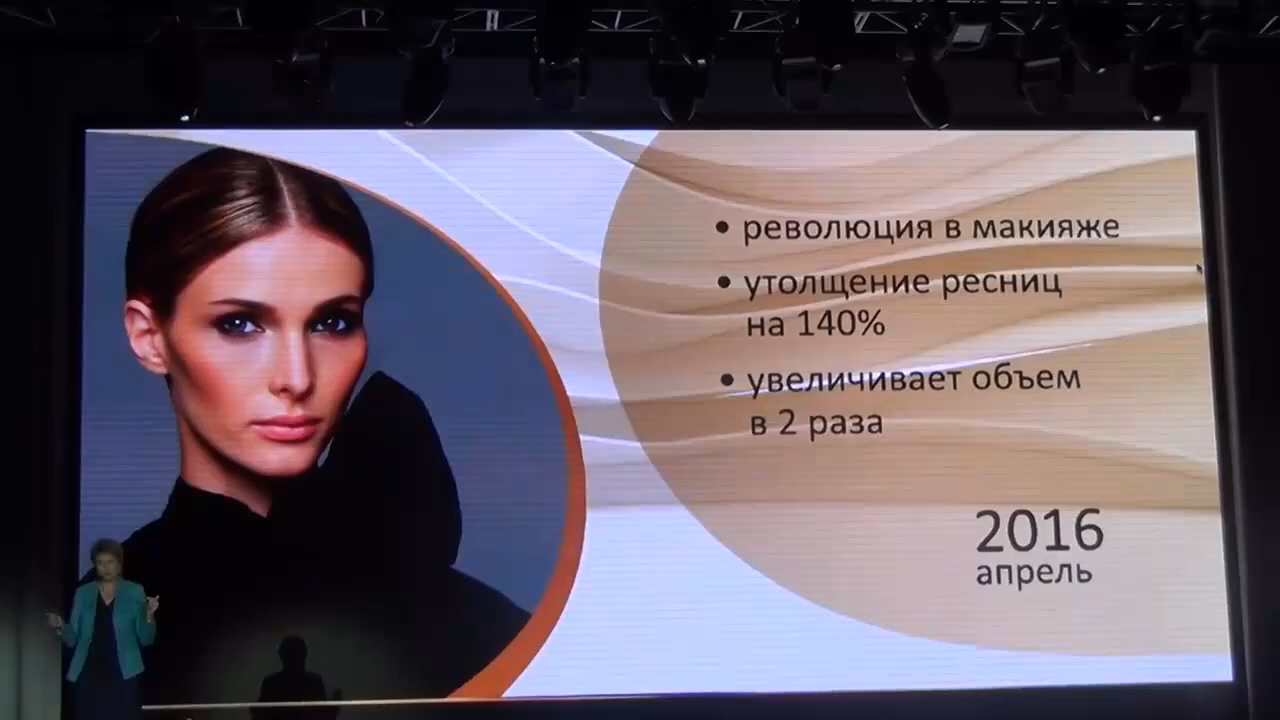 • революция в макияже
• утолщение ресниц
на 140%
• увеличивает объем
в 2 раза
2016
апрель